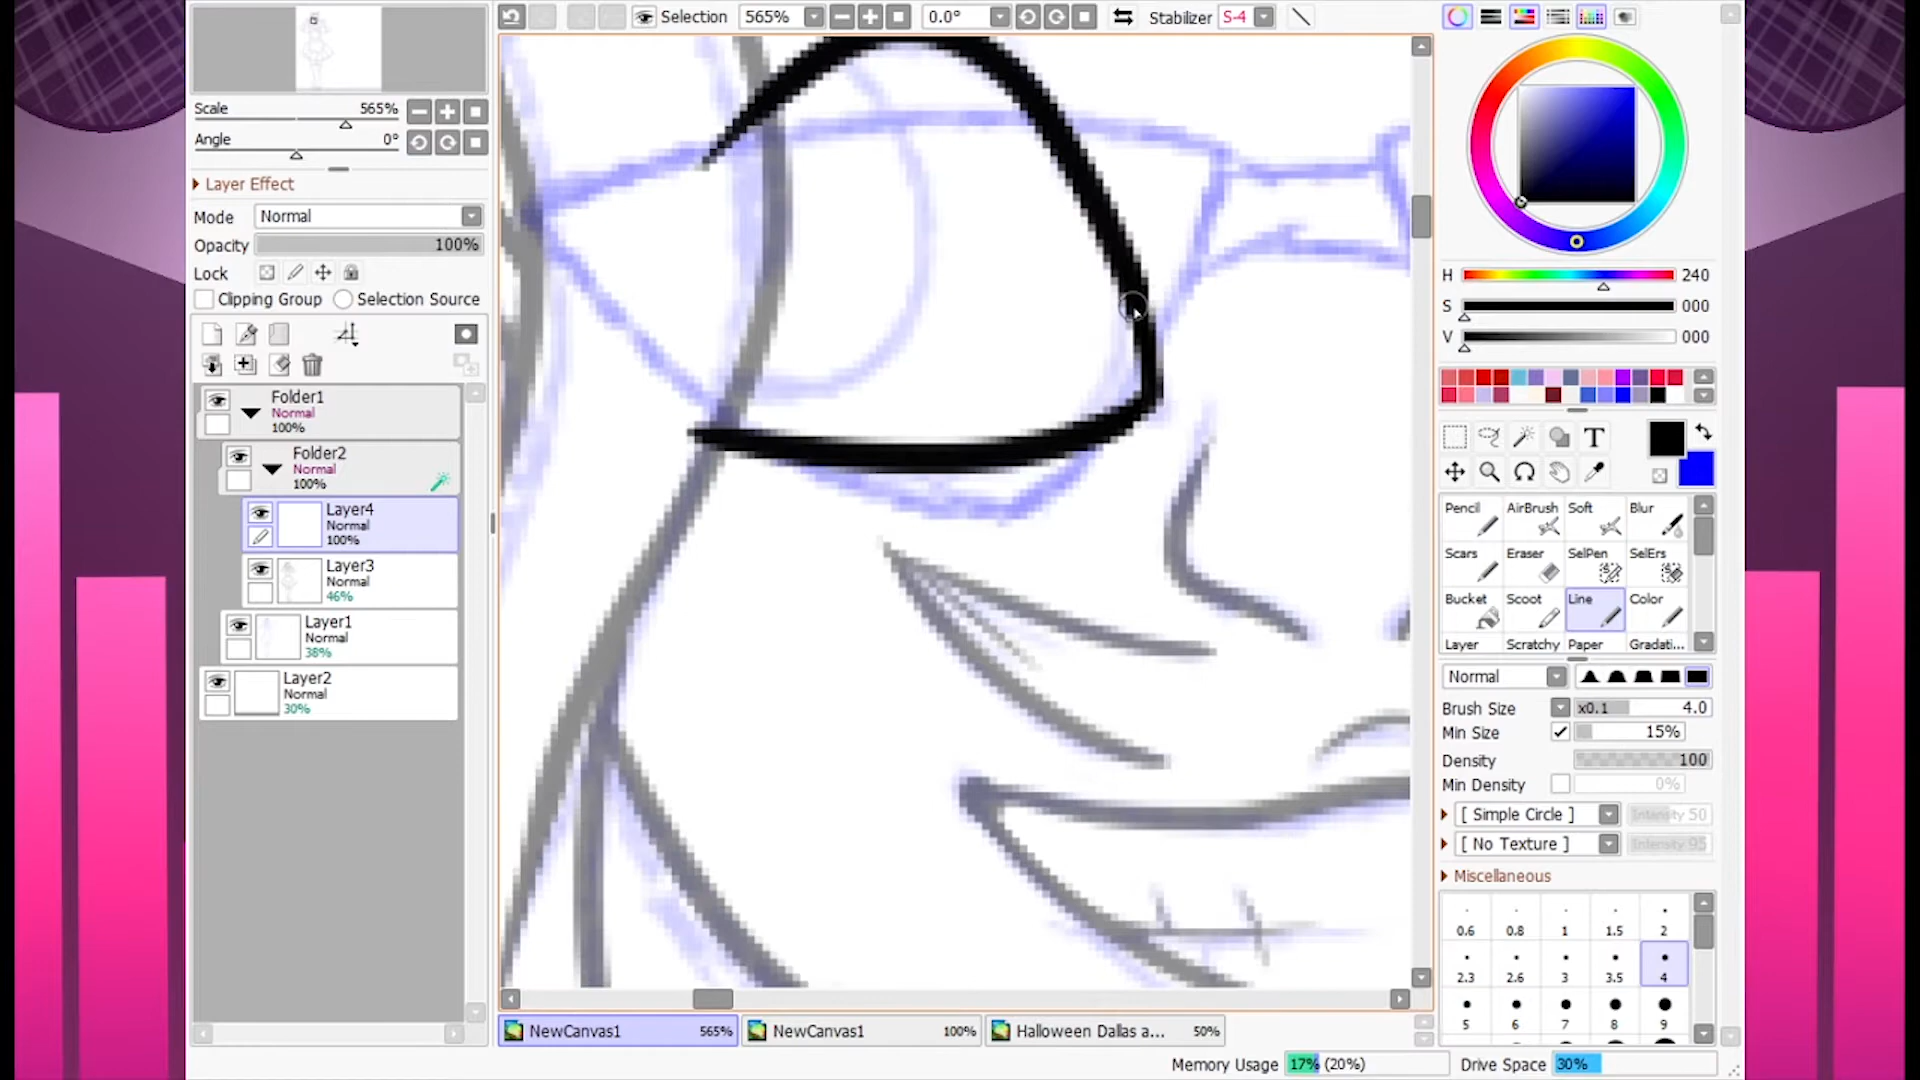 Selection 565% 0.0° Stabilizer S-4
Scale 565%
Angle 0°
Layer Effect
Mode Normal
Opacity 100%
Lock
Clipping Group Selection Source
Folder1
Normal
100%
Folder2
Normal
100%
Layer4
Normal
100%
Layer3
Normal
46%
Layer1
Normal
38%
Layer2
Normal
30%
NewCanvas1 565% NewCanvas1 100% Halloween Dallas a... 50%
Memory Usage 17% (20%) Drive Space 30%
H 240
S 000
V 000
T
Pencil AirBrush Soft Blur
Scars Eraser SelPen SelErs
Bucket Scoot Line Color
Layer Scratchy Paper Gradati...
Normal
Brush Size x0.1 4.0
Min Size 15%
Density 100
Min Density 0%
[ Simple Circle ] Intensity 50
[ No Texture ] Intensity 95
Miscellaneous
0.6 0.8 1 1.5 2
2.3 2.6 3 3.5 4
5 6 7 8 9